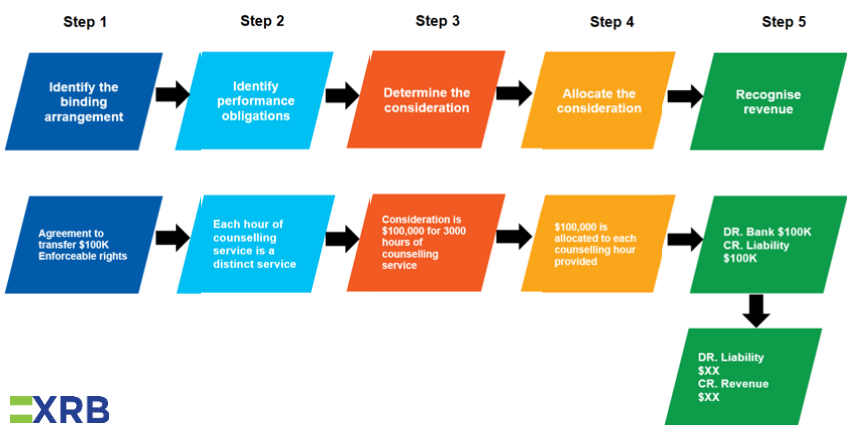 Step 1
Step 2
Step 3
Step 4
Step 5
Identify the
binding
arrangement
Identify
performance
obligations
Determine the
consideration
Allocate the
consideration
Recognise
revenue
Agreement to
transfer $100K
Enforceable rights
Each hour of
counselling
service is a
distinct service
Consideration is
$100,000 for 3000
hours of
counselling
service
$100,000 is
allocated to each
counselling hour
provided
DR. Bank $100K
CR. Liability
$100K
DR. Liability
$XX
CR. Revenue
$XX
XRB